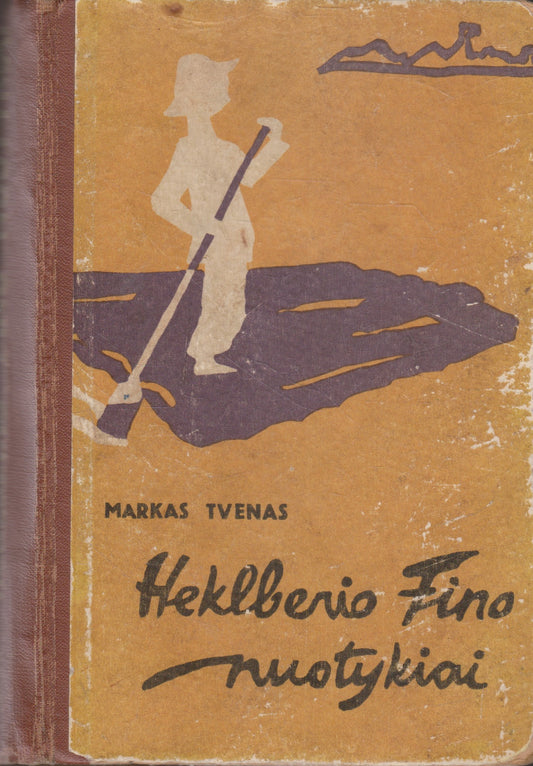 MARKAS TVENAS
Heklberio Fino
nuotykiai